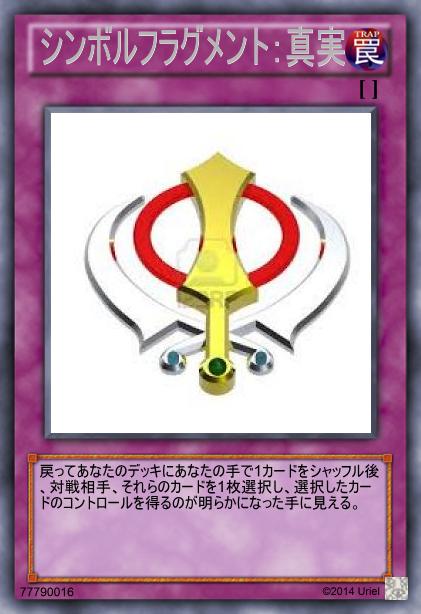 シンボルフラグメント：真実
TRAP
罠
[ ]
戻ってあなたのデッキにあなたの手で1カードをシャッフル後
、対戦相手、それらのカードを1枚選択し、選択したカー
ドのコントロールを得るのが明らかになった手に見える。
77790016
©2014 Uriel